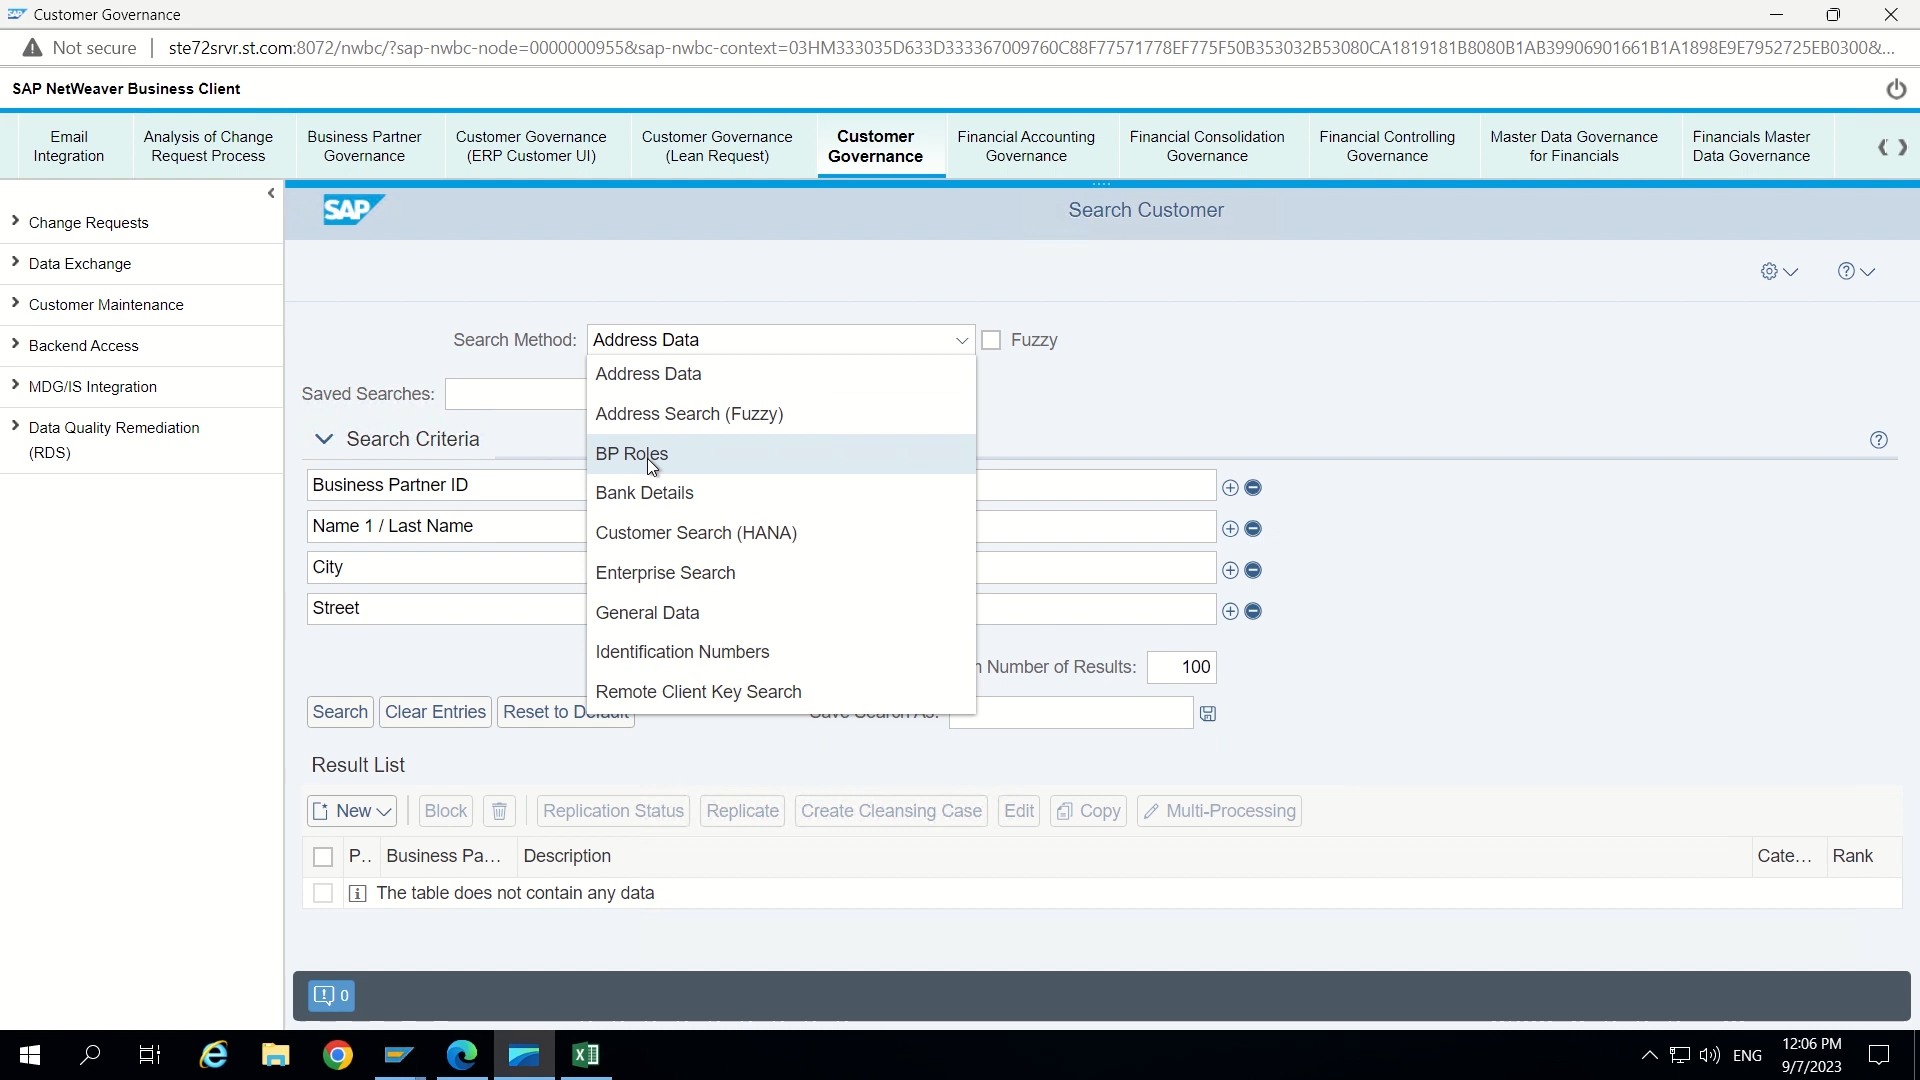 Customer Governance
Not secure
ste72srvr.st.com:8072/nwbc/?sap-nwbc-node=0000000955&sap-nwbc-context=03HM333035D633D333367009760C88F77571778EF775F50B353032B53080CA1819181B8080B1AB39906901661B1A1898E9E7952725EB0300&...
SAP NetWeaver Business Client
Email Integration
Analysis of Change Request Process
Business Partner Governance
Customer Governance (ERP Customer UI)
Customer Governance (Lean Request)
Customer Governance
Financial Accounting Governance
Financial Consolidation Governance
Financial Controlling Governance
Master Data Governance for Financials
Financials Master Data Governance
Change Requests
Data Exchange
Customer Maintenance
Backend Access
MDG/IS Integration
Data Quality Remediation (RDS)
SAP
Search Customer
Search Method:
Address Data
Fuzzy
Address Data
Address Search (Fuzzy)
BP Roles
Bank Details
Customer Search (HANA)
Enterprise Search
General Data
Identification Numbers
Remote Client Key Search
Saved Searches:
Search Criteria
Business Partner ID
Name 1 / Last Name
City
Street
Number of Results:
100
Search
Clear Entries
Reset to Default
Save Search As:
Result List
New
Block
Replication Status
Replicate
Create Cleansing Case
Edit
Copy
Multi-Processing
P..
Business Pa...
Description
Cate...
Rank
The table does not contain any data
0
ENG
12:06 PM
9/7/2023